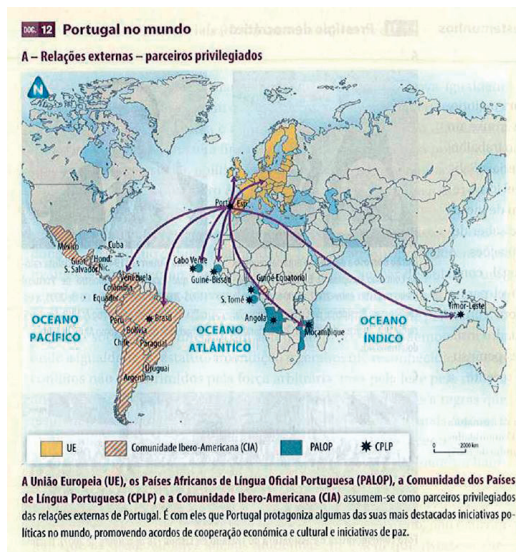 DOC. 12 Portugal no mundo
A – Relações externas – parceiros privilegiados
N
Port. Esp.
México
Cuba
Hond.
S. Salvador Nic.
Venezuela
Colômbia
Equador
Cabo Verde
Guiné-Bissau
Guiné-Equatorial
S. Tomé
Peru
Brasil
Bolívia
Chile
Paraguai
Uruguai
Argentina
Angola
Moçambique
Timor-Leste
OCEANO
PACÍFICO
OCEANO
ATLÂNTICO
OCEANO
ÍNDICO
UE Comunidade Ibero-Americana (CIA) PALOP CPLP 0 2000 km
A União Europeia (UE), os Países Africanos de Língua Oficial Portuguesa (PALOP), a Comunidade dos Países
de Língua Portuguesa (CPLP) e a Comunidade Ibero-Americana (CIA) assumem-se como parceiros privilegiados
das relações externas de Portugal. É com eles que Portugal protagoniza algumas das suas mais destacadas iniciativas po-
líticas no mundo, promovendo acordos de cooperação económica e cultural e iniciativas de paz.